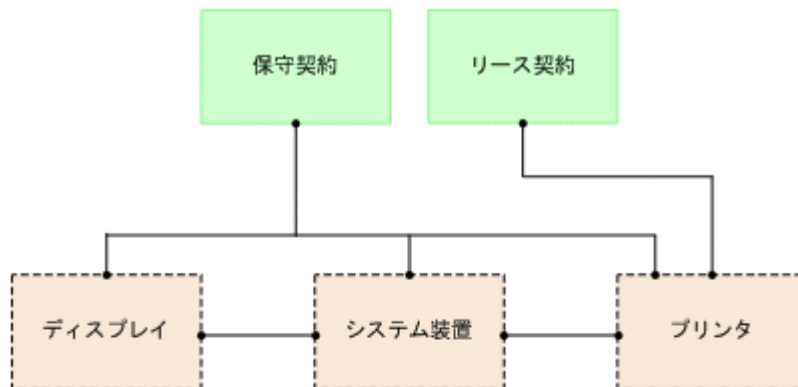 保守契約
リース契約
ディスプレイ
システム装置
プリンタ